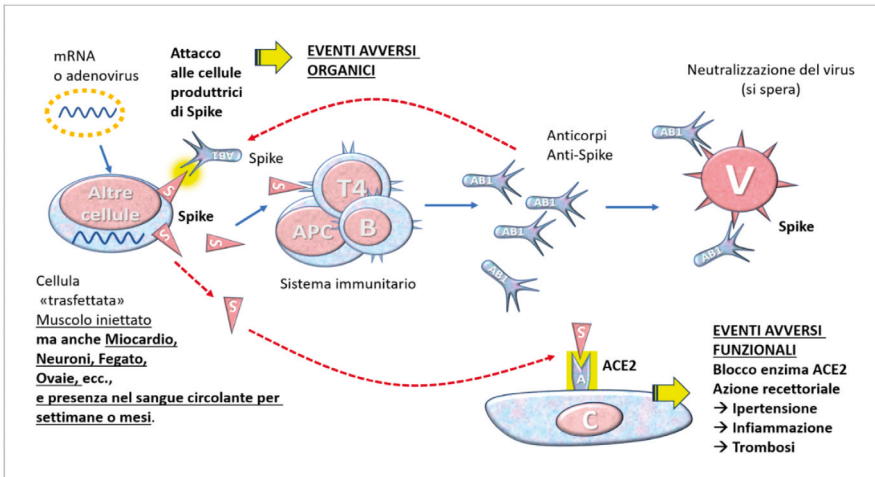 mRNA
o adenovirus
Attacco
alle cellule
produttrici
di Spike
EVENTI AVVERSI
ORGANICI
AB1
Spike
Altre
cellule
S
S
Spike
S
Cellula
«trasfettata»
Muscolo iniettato
ma anche Miocardio,
Neuroni, Fegato,
Ovaie, ecc.,
e presenza nel sangue circolante per
settimane o mesi.
S
S
T4
APC
B
Sistema immunitario
Anticorpi
Anti-Spike
AB1
AB1
AB1
AB1
Neutralizzazione del virus
(si spera)
AB1
V
Spike
AB1
S
A
ACE2
C
EVENTI AVVERSI
FUNZIONALI
Blocco enzima ACE2
Azione recettoriale
→ Ipertensione
→ Infiammazione
→ Trombosi